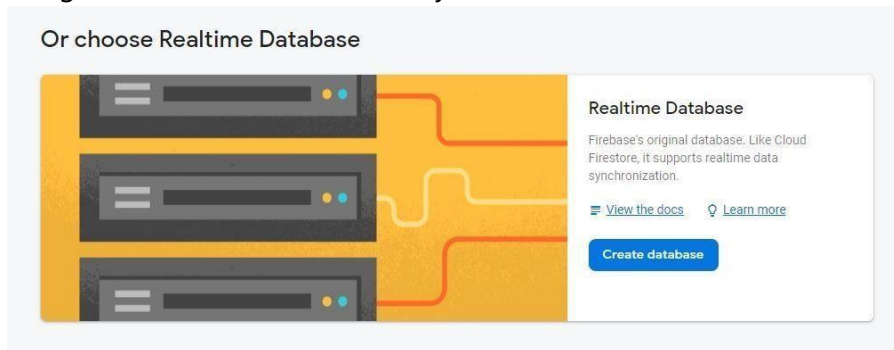 Or choose Realtime Database
Realtime Database
Firebase's original database. Like Cloud
Firestore, it supports realtime data
synchronization.
View the docs Learn more
Create database